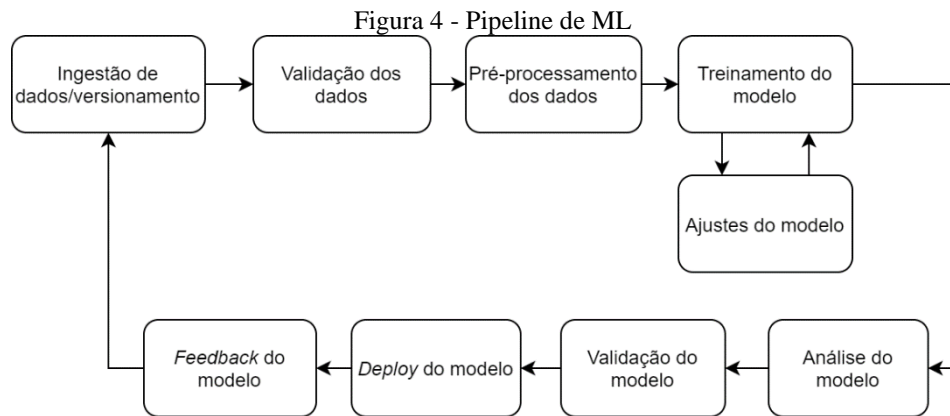 Figura 4 - Pipeline de ML
Ingestão de
dados/versionamento
Validação dos
dados
Pré-processamento
dos dados
Treinamento do
modelo
Ajustes do modelo
Feedback do
modelo
Deploy do modelo
Validação do
modelo
Análise do
modelo